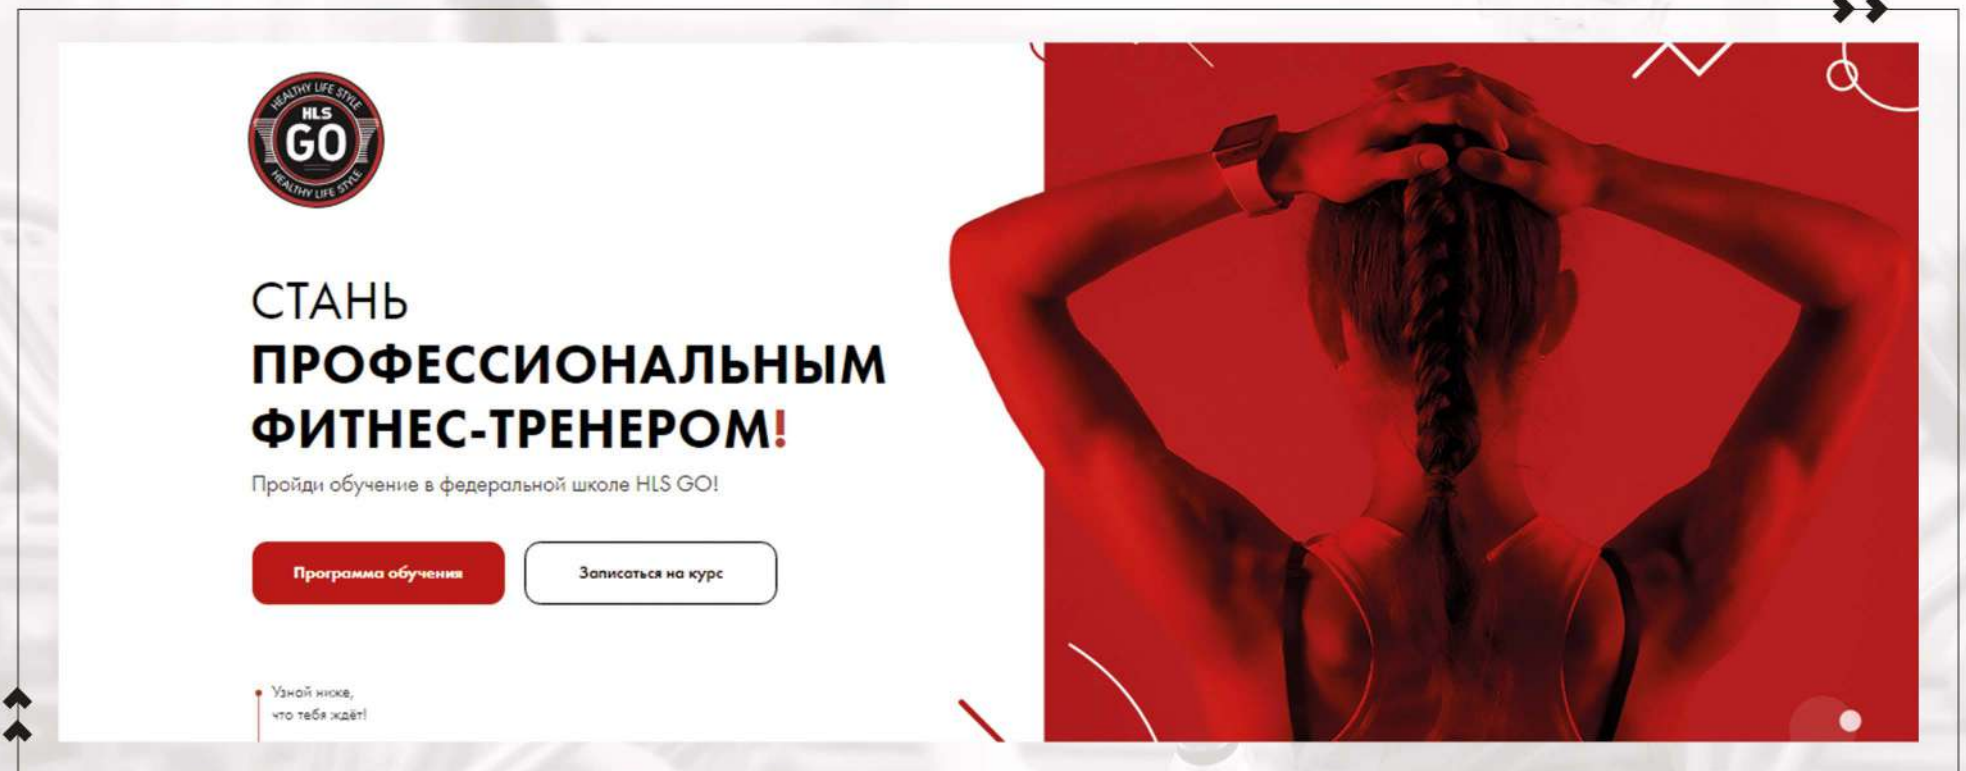 HEALTHY LIFE STYLE
HLS
GO
HEALTHY LIFE STYLE
СТАНЬ
ПРОФЕССИОНАЛЬНЫМ
ФИТНЕС-ТРЕНЕРОМ!
Пройди обучение в федеральной школе HLS GO!
Программа обучения
Записаться на курс
Узнай ниже,
что тебя ждёт!